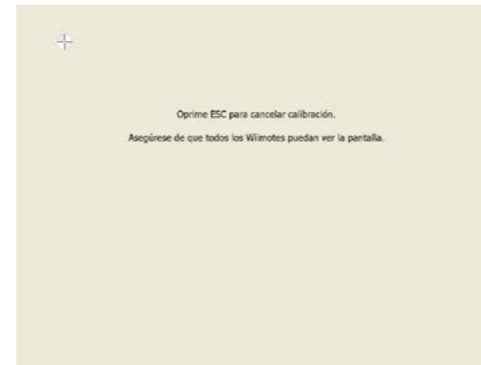 Oprime ESC para cancelar calibración.
Asegúrese de que todos los Wiimotes puedan ver la pantalla.